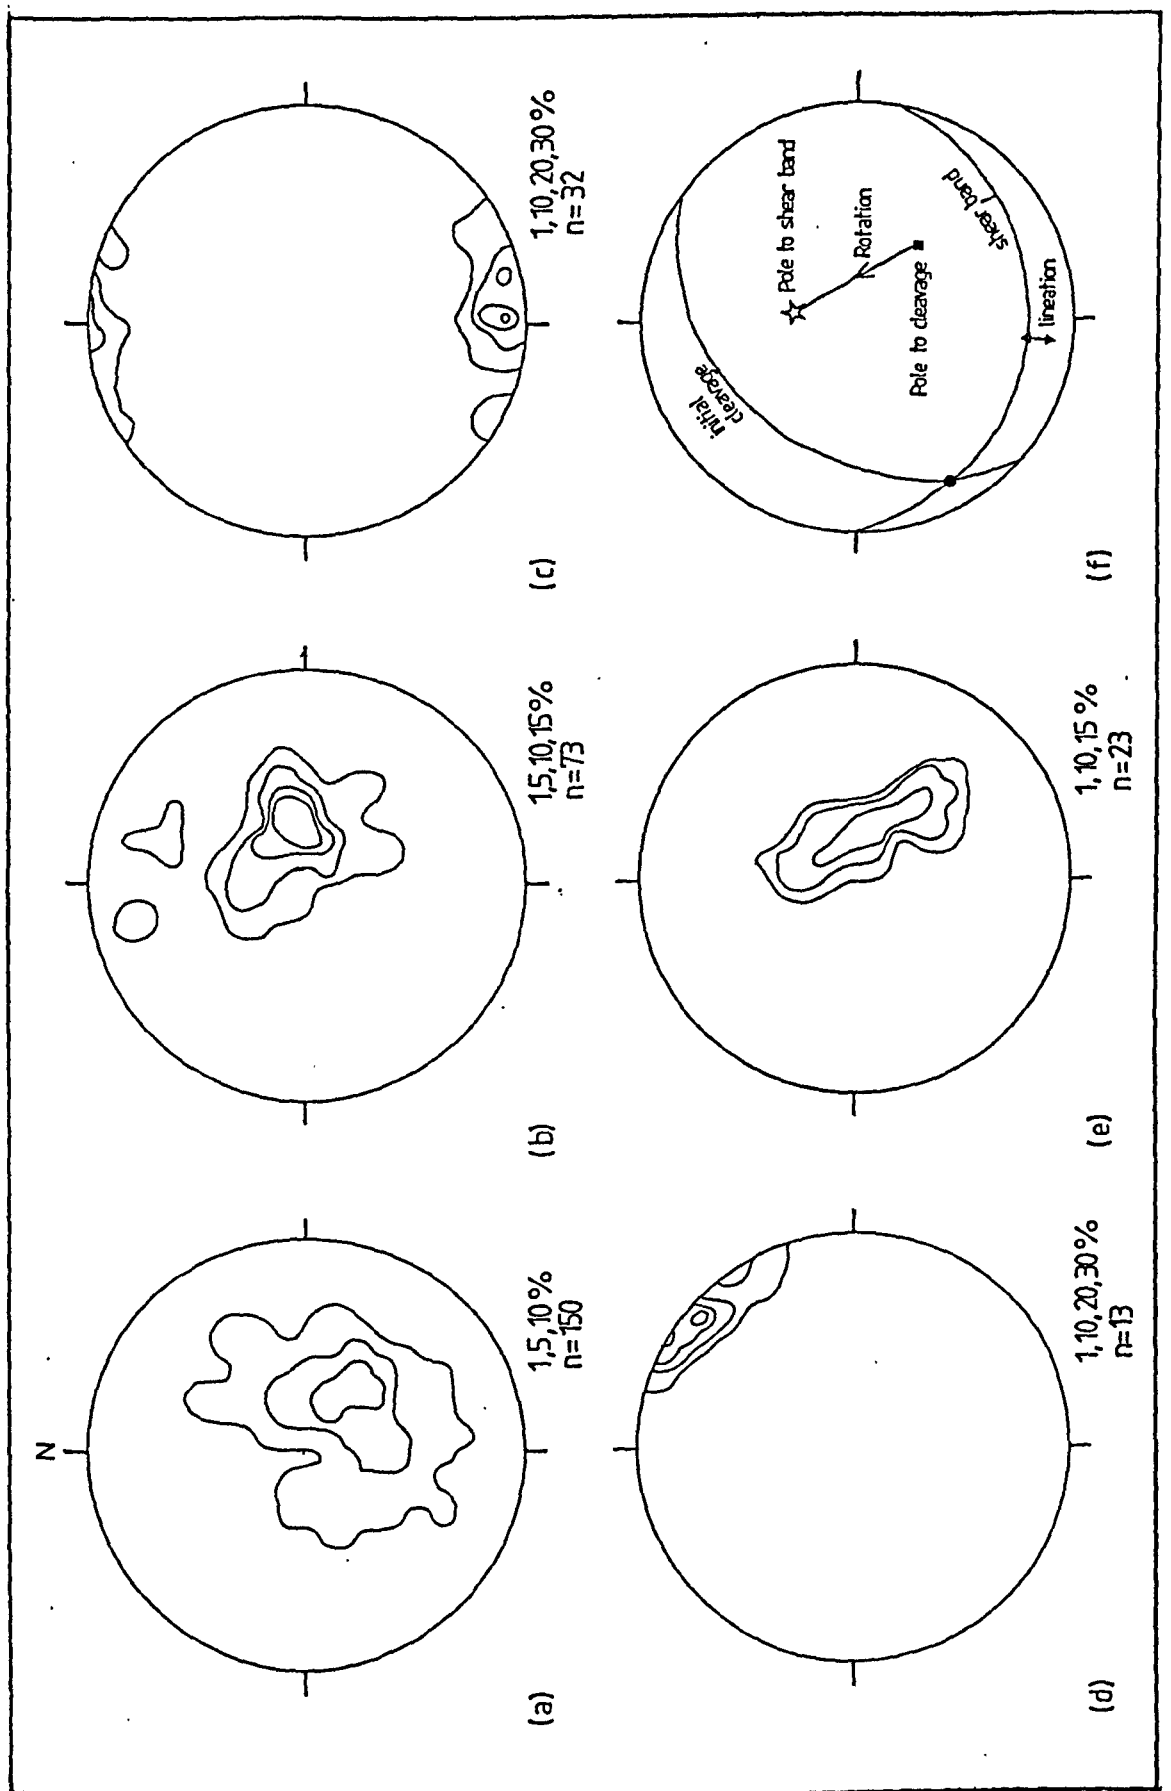 N
(a)
1,5,10%
n=150
(b)
1,5,10,15%
n=73
(c)
1,10,20,30%
n=32
(d)
1,10,20,30%
n=13
(e)
1,10,15%
n=23
(f)
initial
cleavage
Pole to shear band
Rotation
Pole to cleavage
shear band
lineation